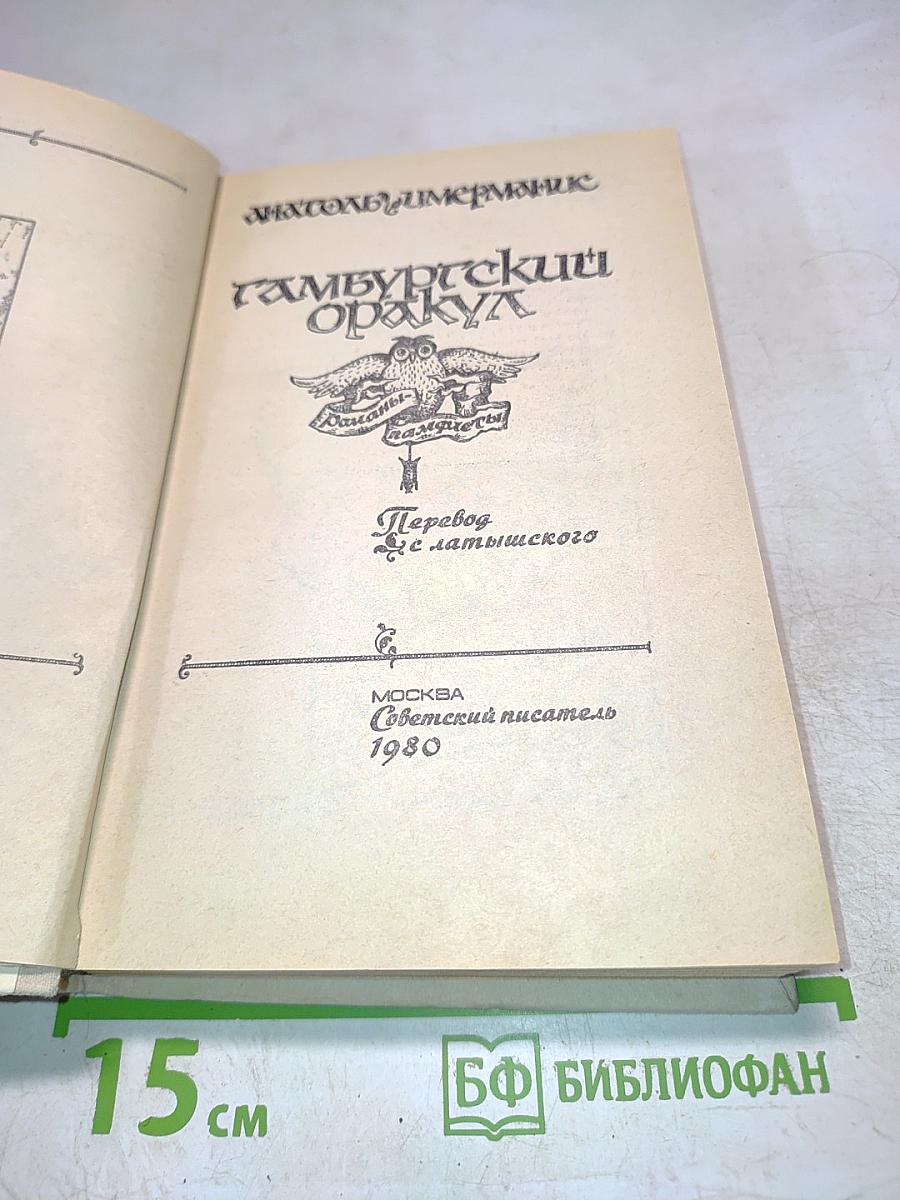 Анатоль Имерманис
Гамбургский
оракул
Романы-
памфлеты
Перевод
с латышского
МОСКВА
Советский писатель
1980
15 см
БФ БИБЛИОФАН